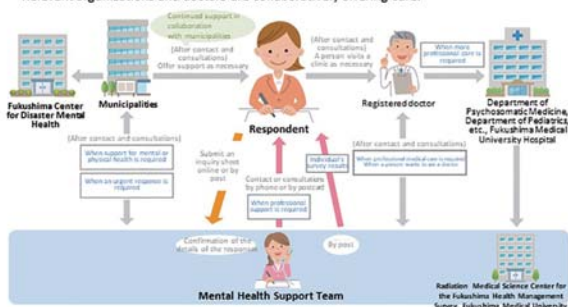 Continued support in
collaboration
with municipalities
(After contact and
consultations)
Offer support as necessary
(After contact and
consultations)
A person visits a
clinic as necessary
When more
professional care is
required
Fukushima Center
for Disaster Mental
Health
Municipalities
Respondent
Registered doctor
Department of
Psychosomatic Medicine,
Department of Pediatrics,
etc., Fukushima Medical
University Hospital
(After contact and consultations)
When support for mental or
physical health is required
When an urgent response is
required
Submit an
inquiry sheet
online or by
post
Contact or consultations
by phone or by postcard
When professional
support is required
Individual's
survey results
(After contact and consultations)
When professional medical care is required
When a person wants to see a doctor
Confirmation of the
details of the responses
By post
Mental Health Support Team
Radiation Medical Science Center for
the Fukushima Health Management
Survey, Fukushima Medical University